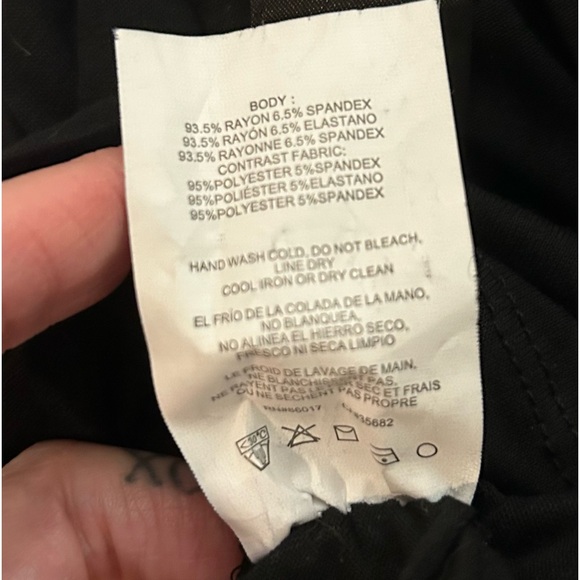 BODY :
93.5% RAYON 6.5% SPANDEX
93.5% RAYÓN 6.5% ELASTANO
93.5% RAYONNE 6.5% SPANDEX
CONTRAST FABRIC:
95%POLYESTER 5%SPANDEX
95%POLIÉSTER 5%ELASTANO
95%POLYESTER 5%SPANDEX
HAND WASH COLD, DO NOT BLEACH,
LINE DRY
COOL IRON OR DRY CLEAN
EL FRÍO DE LA COLADA DE LA MANO,
NO BLANQUEA,
NO ALINEA EL HIERRO SECO,
FRESCO NI SECA LIMPIO
LE FROID DE LAVAGE DE MAIN,
NE BLANCHISSENT PAS,
NE PAYENT PAS SEC ET FRAIS
OU NE SÈCHENT PAS PROPRE
35682
XO